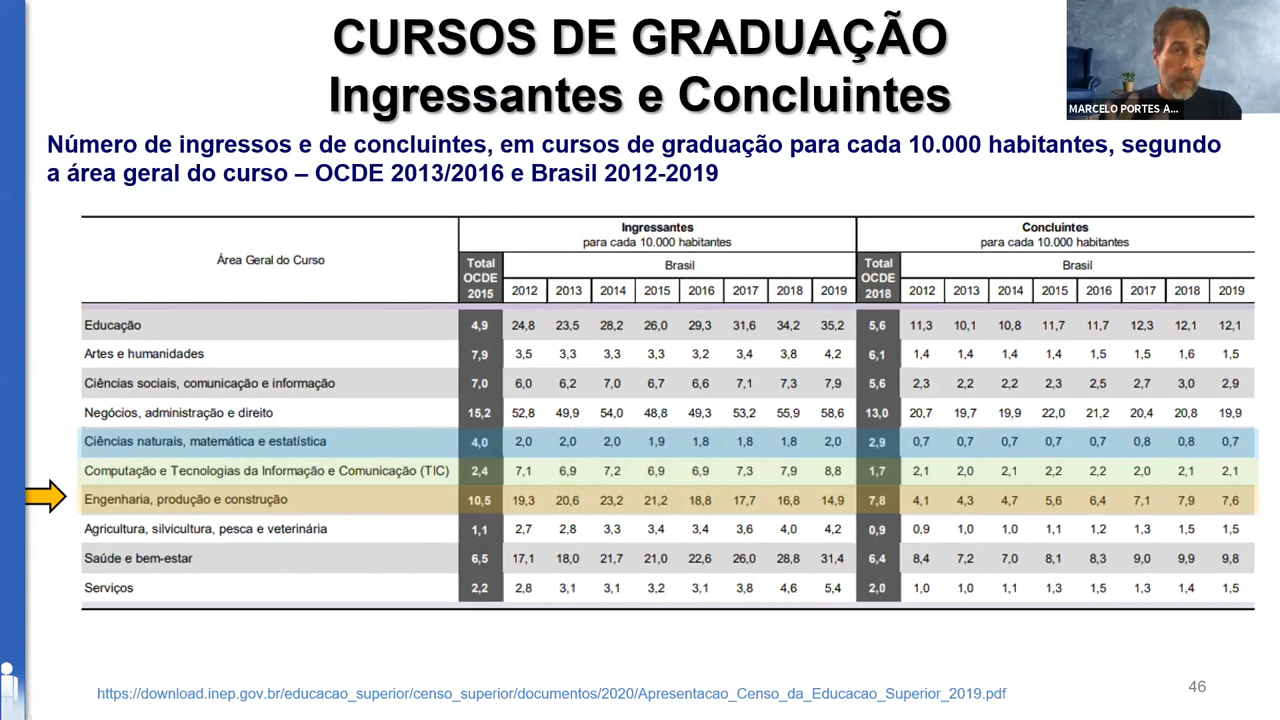 CURSOS DE GRADUAÇÃO
Ingressantes e Concluintes
MARCELO PORTES A...
Número de ingressos e de concluintes, em cursos de graduação para cada 10.000 habitantes, segundo
a área geral do curso – OCDE 2013/2016 e Brasil 2012-2019
Área Geral do Curso
Ingressantes
para cada 10.000 habitantes
Concluintes
para cada 10.000 habitantes
Total OCDE 2015 Brasil Total OCDE 2018 Brasil
2012 2013 2014 2015 2016 2017 2018 2019 2012 2013 2014 2015 2016 2017 2018 2019
Educação 4,9 24,8 23,5 28,2 26,0 29,3 31,6 34,2 35,2 5,6 11,3 10,1 10,8 11,7 11,7 12,3 12,1 12,1
Artes e humanidades 7,9 3,5 3,3 3,3 3,3 3,2 3,4 3,8 4,2 6,1 1,4 1,4 1,4 1,4 1,5 1,5 1,6 1,5
Ciências sociais, comunicação e informação 7,0 6,0 6,2 7,0 6,7 6,6 7,1 7,3 7,9 5,6 2,3 2,2 2,2 2,3 2,5 2,7 3,0 2,9
Negócios, administração e direito 15,2 52,8 49,9 54,0 48,8 49,3 53,2 55,9 58,6 13,0 20,7 19,7 19,9 22,0 21,2 20,4 20,8 19,9
Ciências naturais, matemática e estatística 4,0 2,0 2,0 2,0 1,9 1,8 1,8 1,8 2,0 2,9 0,7 0,7 0,7 0,7 0,7 0,8 0,8 0,7
Computação e Tecnologias da Informação e Comunicação (TIC) 2,4 7,1 6,9 7,2 6,9 6,9 7,3 7,9 8,8 1,7 2,1 2,0 2,1 2,2 2,2 2,0 2,1 2,1
Engenharia, produção e construção 10,5 19,3 20,6 23,2 21,2 18,8 17,7 16,8 14,9 7,8 4,1 4,3 4,7 5,6 6,4 7,1 7,9 7,6
Agricultura, silvicultura, pesca e veterinária 1,1 2,7 2,8 3,3 3,4 3,4 3,6 4,0 4,2 0,9 0,9 1,0 1,0 1,1 1,2 1,3 1,5 1,5
Saúde e bem-estar 6,5 17,1 18,0 21,7 21,0 22,6 26,0 28,8 31,4 6,4 8,4 7,2 7,0 8,1 8,3 9,0 9,9 9,8
Serviços 2,2 2,8 3,1 3,1 3,2 3,1 3,8 4,6 5,4 2,0 1,0 1,0 1,1 1,3 1,5 1,3 1,4 1,5
https://download.inep.gov.br/educacao_superior/censo_superior/documentos/2020/Apresentacao_Censo_da_Educacao_Superior_2019.pdf
46